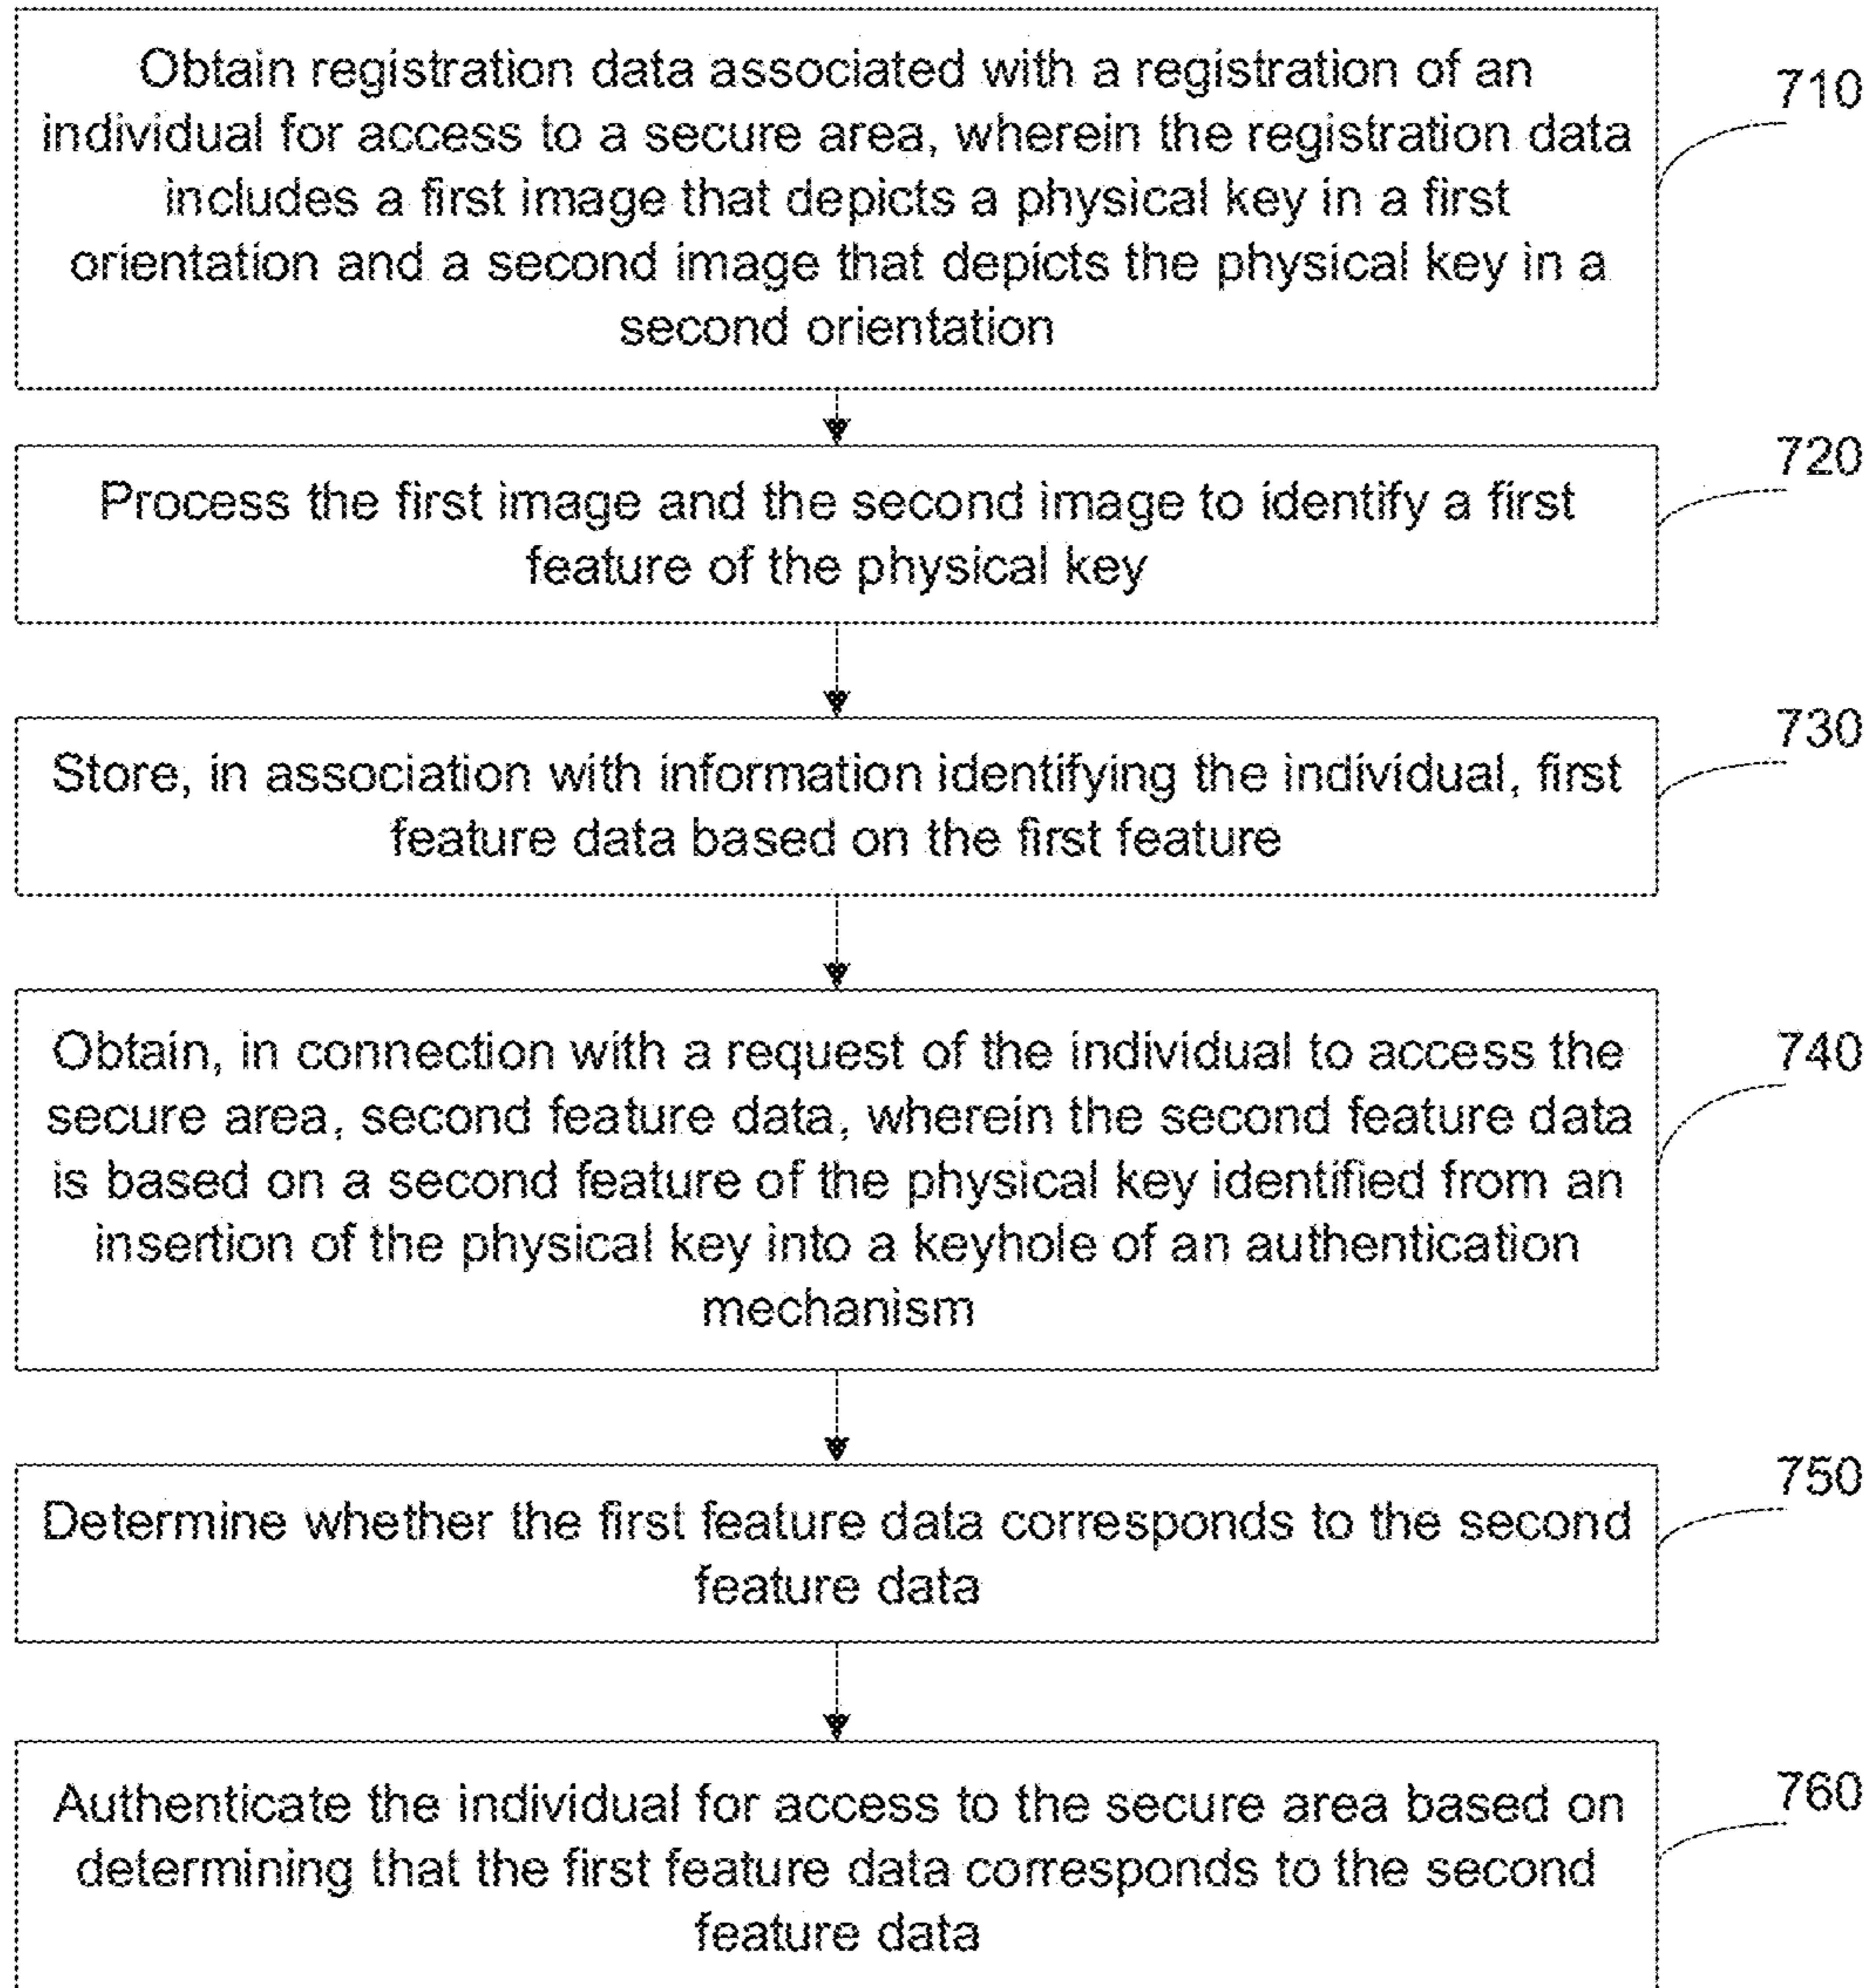 Obtain registration data associated with a registration of an
individual for access to a secure area, wherein the registration data
includes a first image that depicts a physical key in a first
orientation and a second image that depicts the physical key in a
second orientation
710
Process the first image and the second image to identify a first
feature of the physical key
720
Store, in association with information identifying the individual, first
feature data based on the first feature
730
Obtain, in connection with a request of the individual to access the
secure area, second feature data, wherein the second feature data
is based on a second feature of the physical key identified from an
insertion of the physical key into a keyhole of an authentication
mechanism
740
Determine whether the first feature data corresponds to the second
feature data
750
Authenticate the individual for access to the secure area based on
determining that the first feature data corresponds to the second
feature data
760